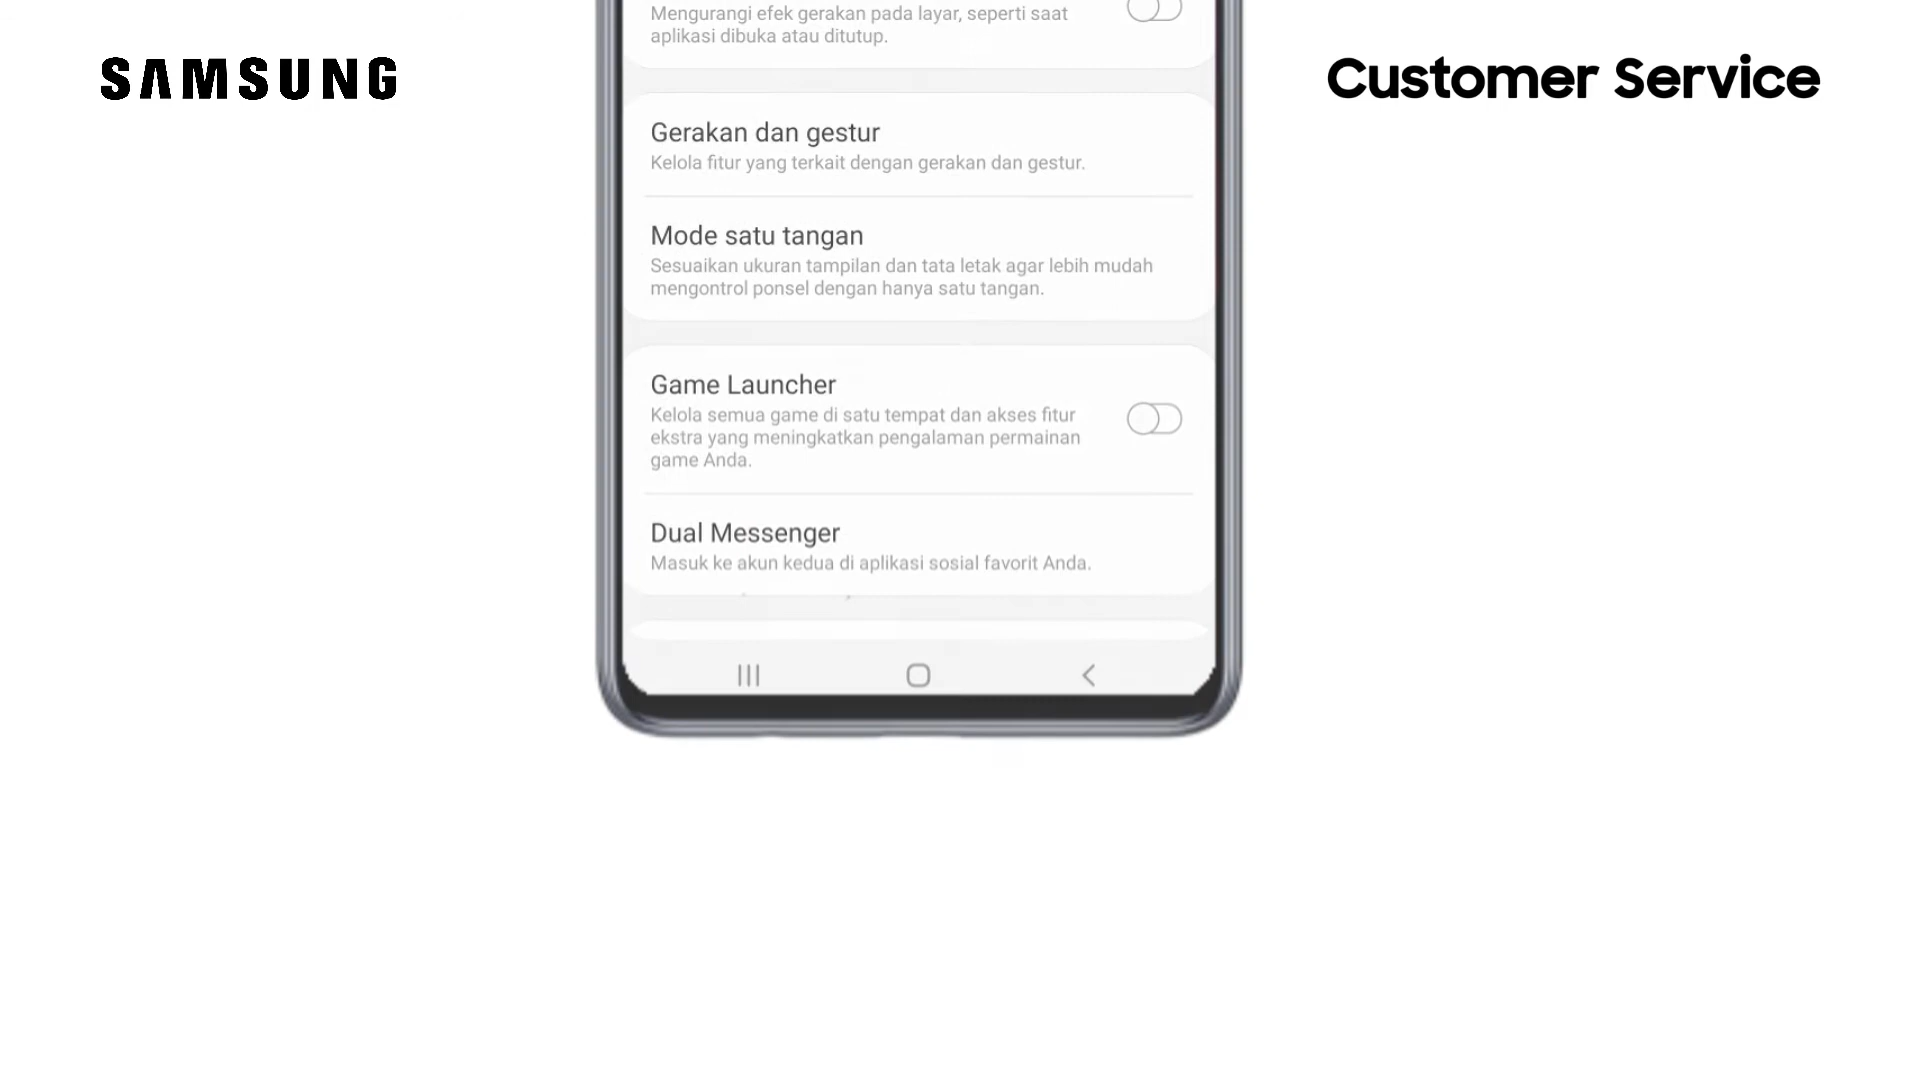 SAMSUNG
Customer Service
Mengurangi efek gerakan pada layar, seperti saat
aplikasi dibuka atau ditutup.
Gerakan dan gestur
Kelola fitur yang terkait dengan gerakan dan gestur.
Mode satu tangan
Sesuaikan ukuran tampilan dan tata letak agar lebih mudah
mengontrol ponsel dengan hanya satu tangan.
Game Launcher
Kelola semua game di satu tempat dan akses fitur
ekstra yang meningkatkan pengalaman permainan
game Anda.
Dual Messenger
Masuk ke akun kedua di aplikasi sosial favorit Anda.